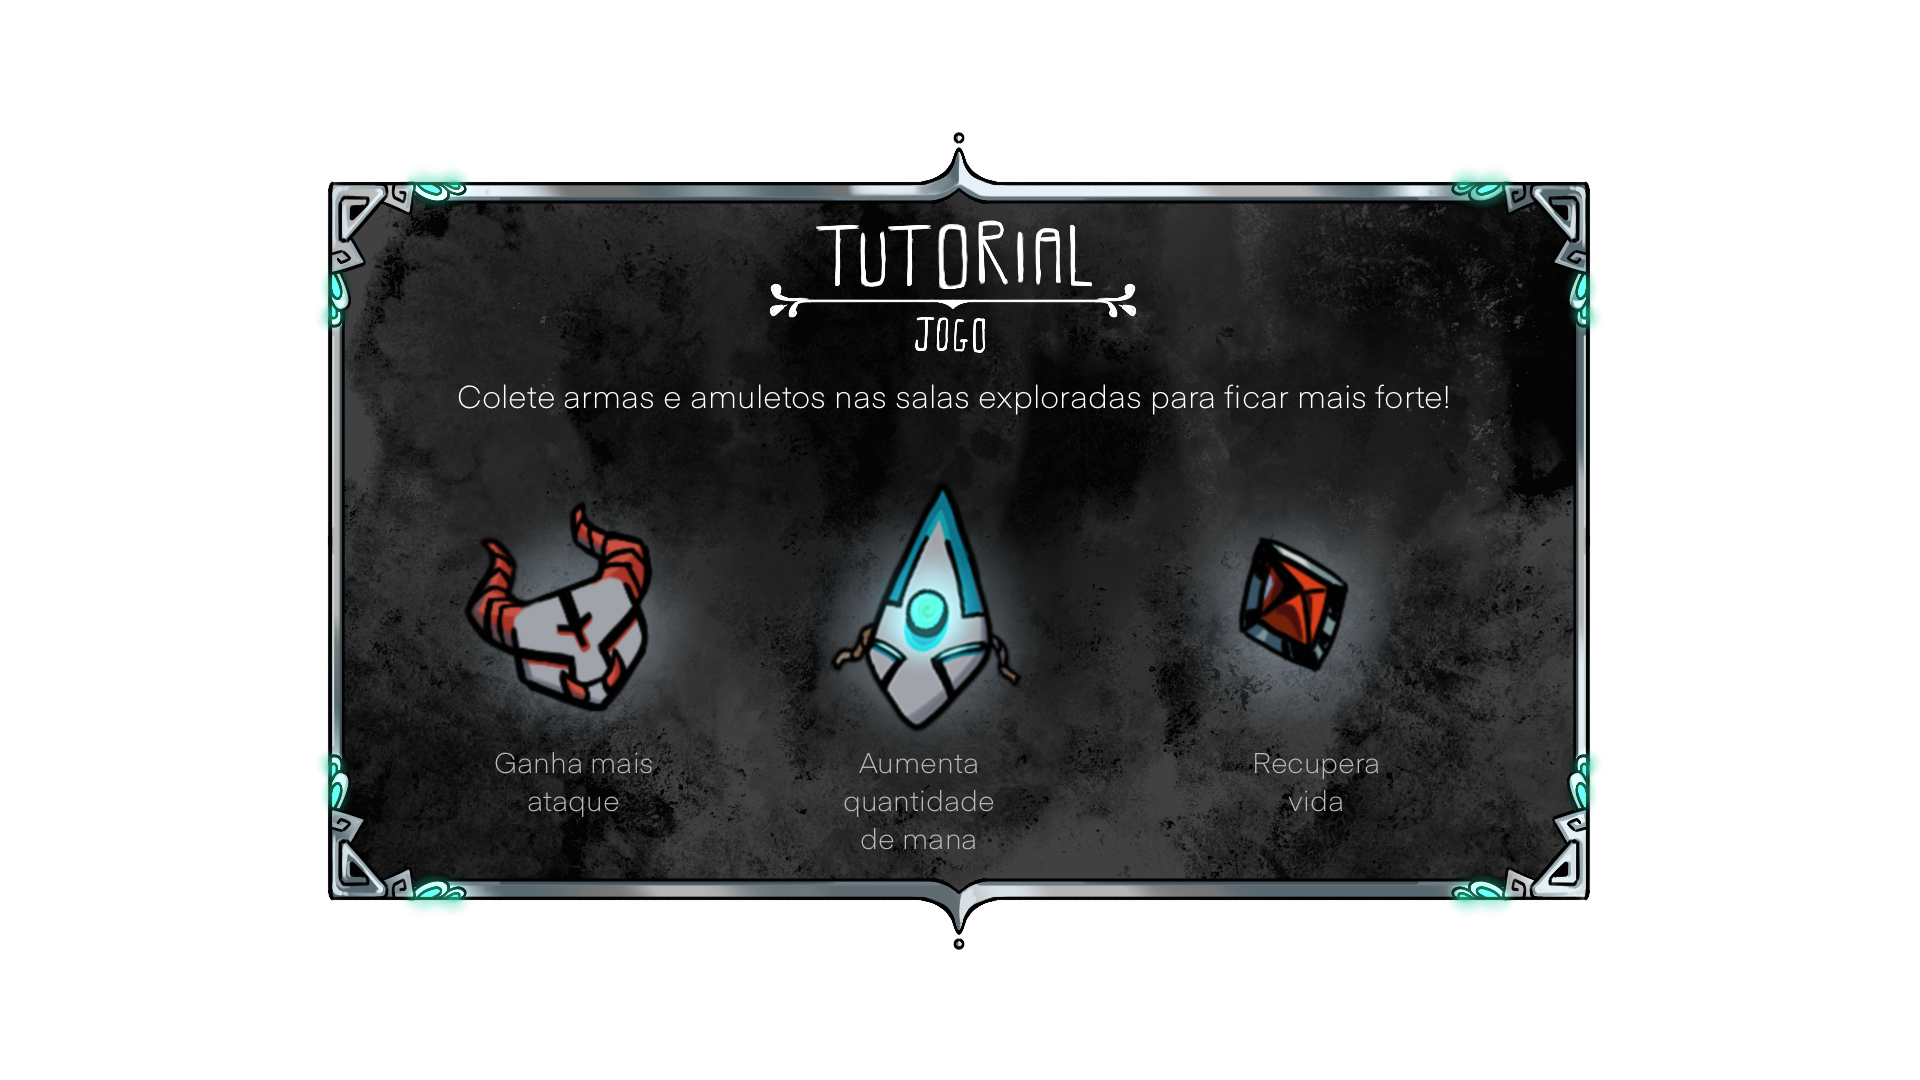 TUTORIAL
JOGO
Colete armas e amuletos nas salas exploradas para ficar mais forte!
Ganha mais
ataque
Aumenta
quantidade
de mana
Recupera
vida